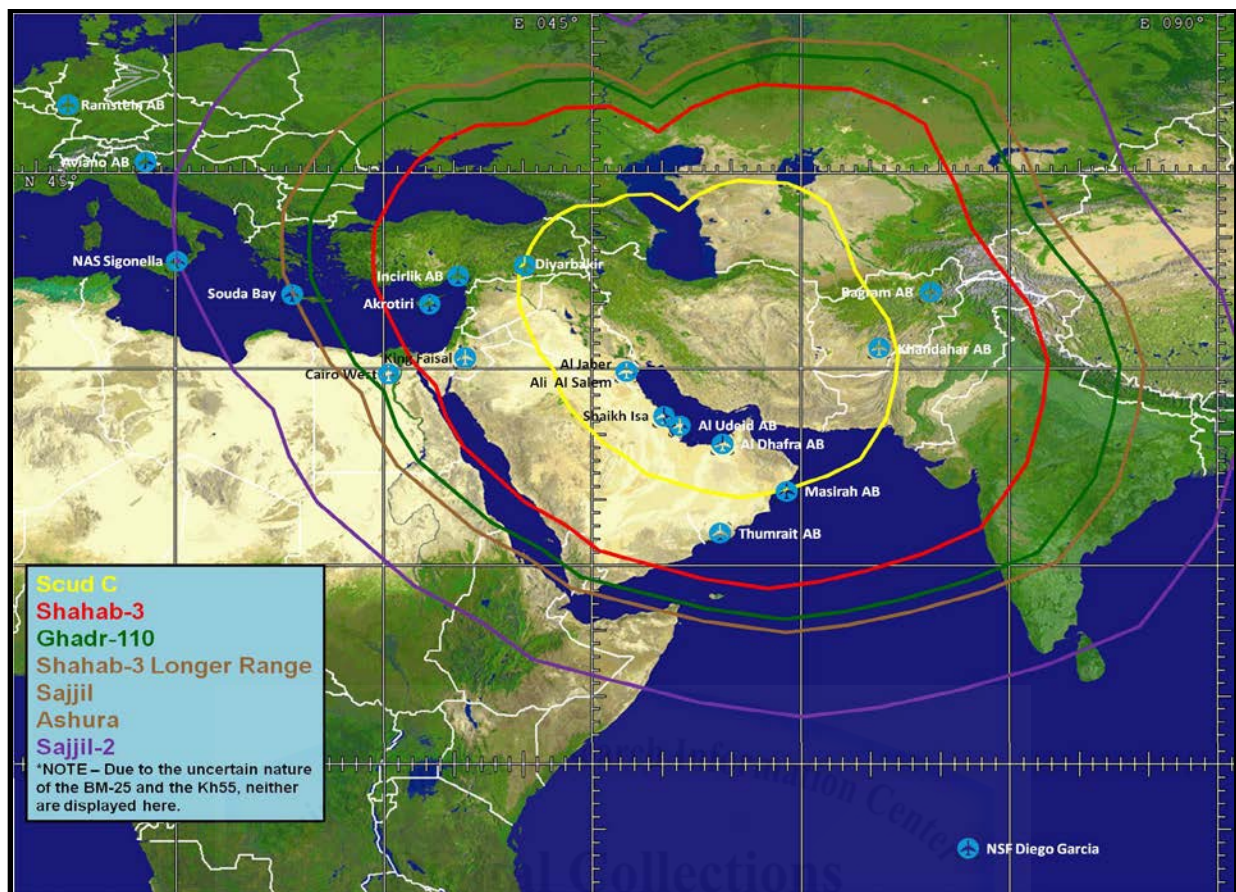 E 045°
E 090°
Ramstein AB
Aviano AB
N 45°
NAS Sigonella
Souda Bay
Incirlik AB
Diyarbakir
Akrotiri
Bagram AB
Khandahar AB
King Faisal
Cairo West
Al Jaber
Ali Al Salem
Shaikh Isa
Al Udeid AB
Al Dhafra AB
Masirah AB
Thumrait AB
Scud C
Shahab-3
Ghadr-110
Shahab-3 Longer Range
Sajjil
Ashura
Sajjil-2
*NOTE – Due to the uncertain nature
of the BM-25 and the Kh55, neither
are displayed here.
NSF Diego Garcia
Information Center
Collections